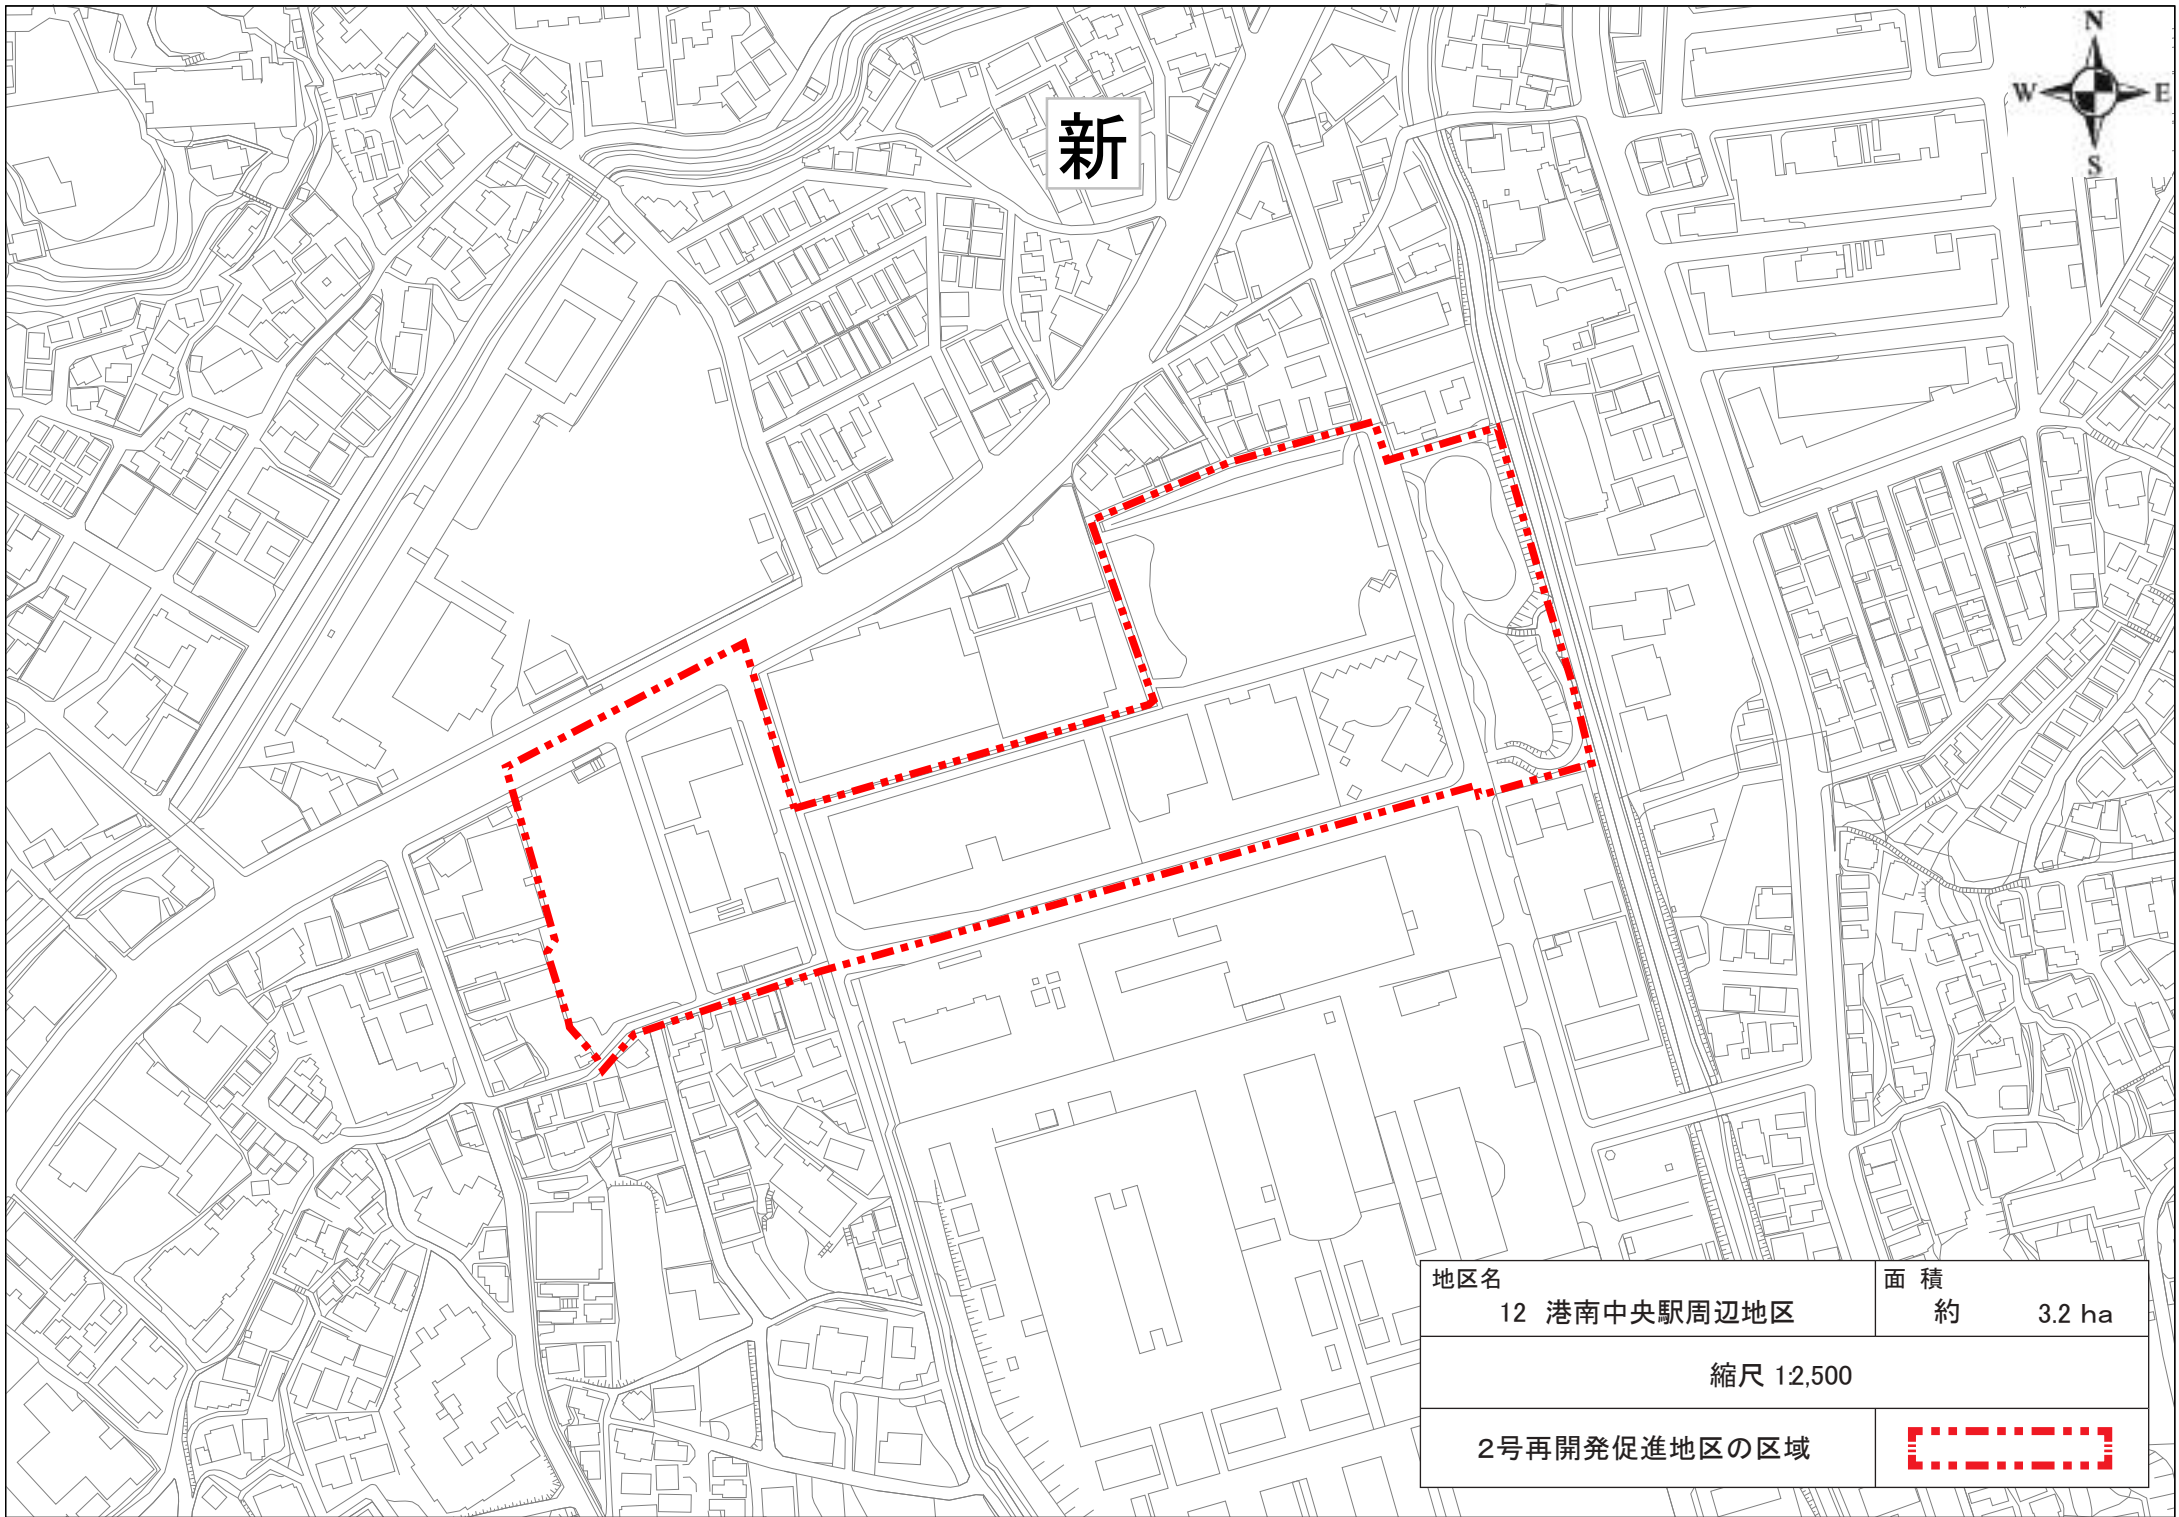 新
N
W E
S
地区名
12 港南中央駅周辺地区
面 積
約 3.2 ha
縮尺 1:2,500
2号再開発促進地区の区域